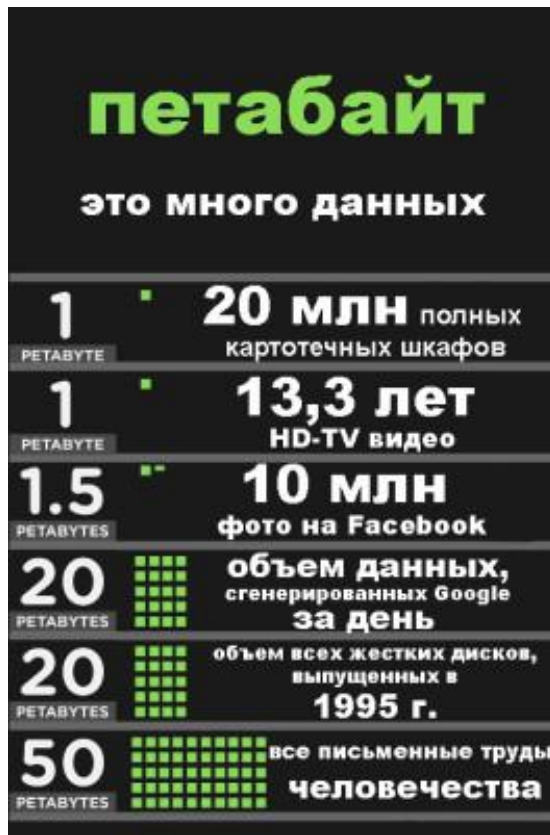 петабайт
это много данных
1
PETABYTE
20 млн полных
картотечных шкафов
1
PETABYTE
13,3 лет
HD-TV видео
1.5
PETABYTES
10 млн
фото на Facebook
20
PETABYTES
объем данных,
сгенерированных Google
за день
20
PETABYTES
объем всех жестких дисков,
выпущенных в
1995 г.
50
PETABYTES
все письменные труды
человечества